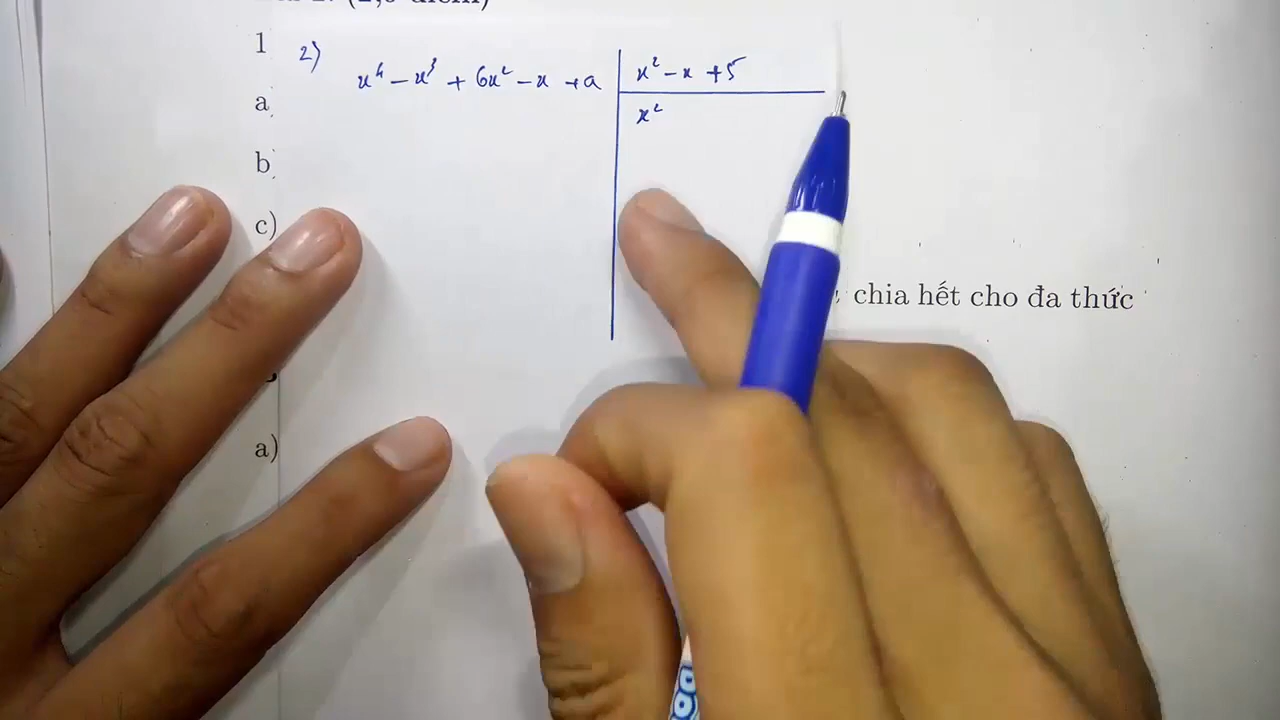 1
2) x⁴ - x³ + 6x² - x + a | x² - x + 5
a
x²
b
c)
chia hết cho đa thức
a)